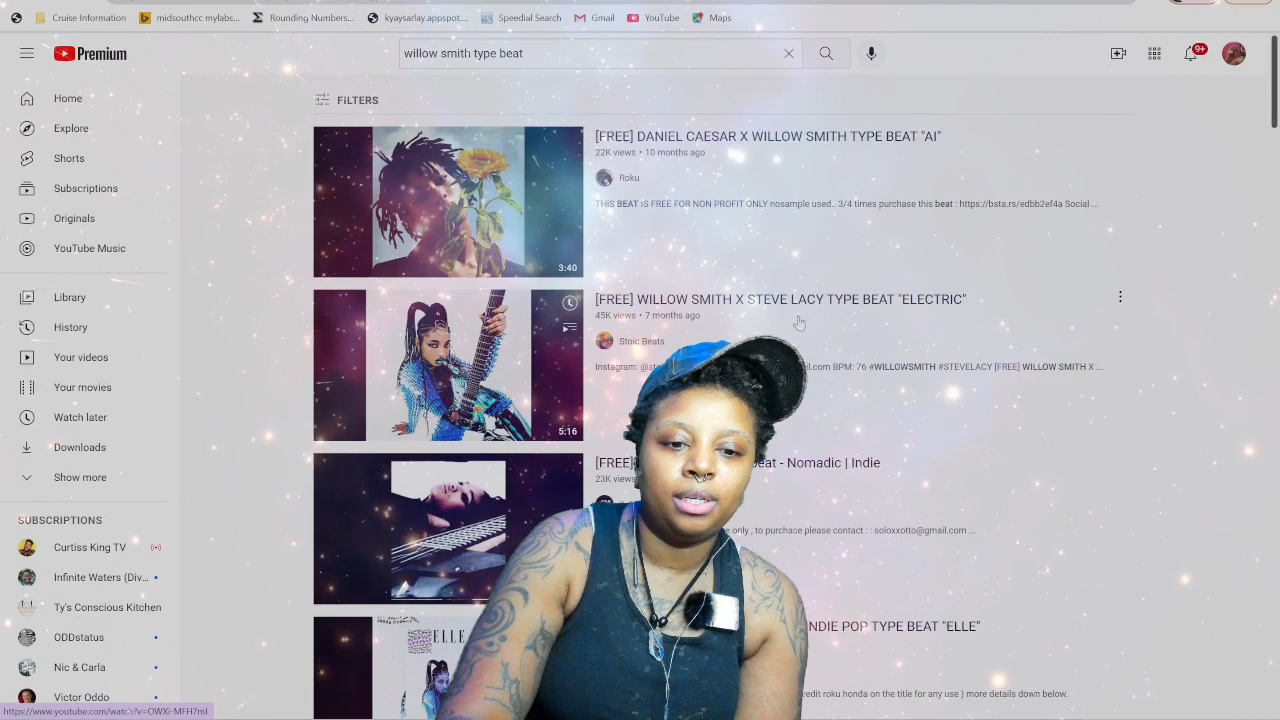 Cruise Information
midsouthcc mylabs...
Rounding Numbers...
kyaysarlay.appspot....
Speedial Search
Gmail
YouTube
Maps
Premium
willow smith type beat
9+
Home
Explore
Shorts
Subscriptions
Originals
YouTube Music
Library
History
Your videos
Your movies
Watch later
Downloads
Show more
SUBSCRIPTIONS
Curtiss King TV
Infinite Waters (Div...
Ty's Conscious Kitchen
ODDstatus
Nic & Carla
Victor Oddo
https://www.youtube.com/watch?v=OWXi-MFH7mI
FILTERS
[FREE] DANIEL CAESAR X WILLOW SMITH TYPE BEAT "AI"
22K views • 10 months ago
Roku
THIS BEAT IS FREE FOR NON PROFIT ONLY nosample used.. 3/4 times purchase this beat : https://bsta.rs/edbb2ef4a Social ...
3:40
[FREE] WILLOW SMITH X STEVE LACY TYPE BEAT "ELECTRIC"
45K views • 7 months ago
Stoic Beats
Instagram: BPM: 76 #WILLOWSMITH #STEVELACY [FREE] WILLOW SMITH X ...
5:16
[FREE] eat - Nomadic | Indie
23K views
only , to purchase please contact : : soloxxotto@gmail.com ...
ELLE
NDIE POP TYPE BEAT "ELLE"
redit roku honda on the title for any use ) more details down below.